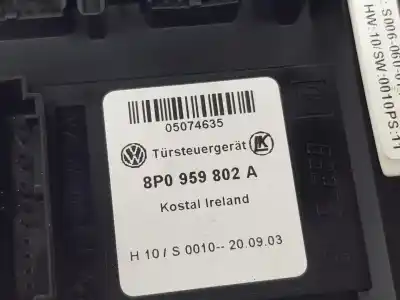 05074635
Türsteuergerät
8P0 959 802 A
Kostal Ireland
H 10 / S 0010-- 20.09.03
HW:10/SW:0010PS:11